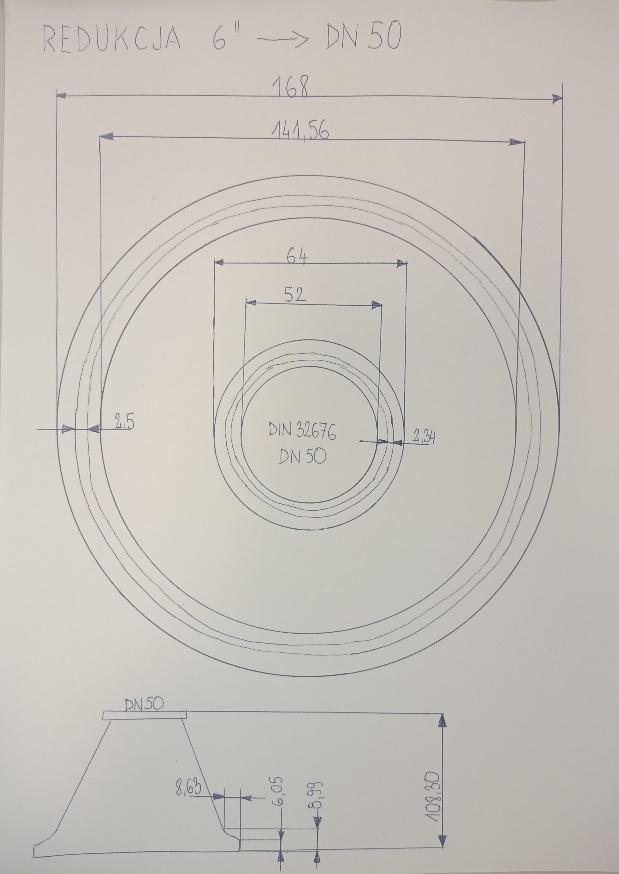 REDUKCJA 6" → DN 50
168
141,56
64
52
2,5
DIN 32676
DN 50
2,34
DN50
8,63
6,05
8,99
108,30